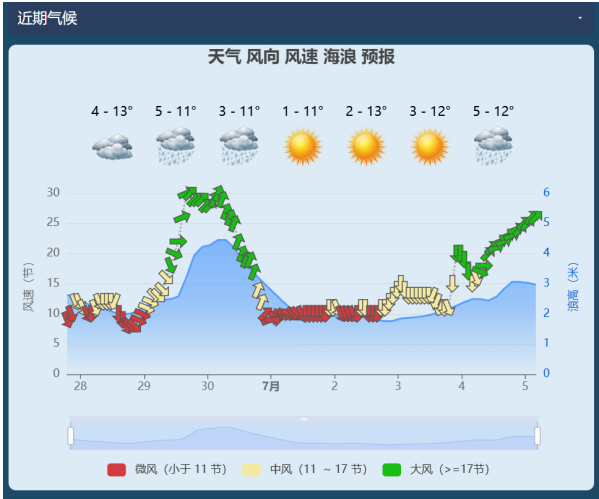 近期气候
天气 风向 风速 海浪 预报
4 - 13° 5 - 11° 3 - 11° 1 - 11° 2 - 13° 3 - 12° 5 - 12°
30 6
25 5
20 4
15 3
10 2
5 1
0 0
风速（节）
浪高（米）
28 29 30 7月 2 3 4 5
微风（小于 11 节） 中风（11 ~ 17 节） 大风（>=17节）